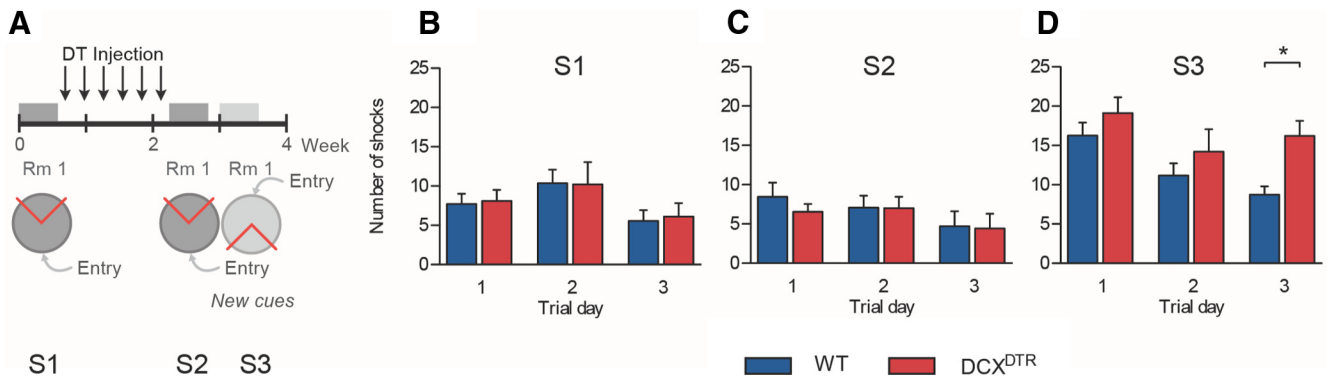 A
DT Injection
0 2 4 Week
Rm 1 Rm 1 Rm 1
Entry
Entry Entry
New cues
S1 S2 S3
B
S1
Number of shocks
25
20
15
10
5
0
1 2 3
Trial day
C
S2
25
20
15
10
5
0
1 2 3
Trial day
D
S3
*
25
20
15
10
5
0
1 2 3
Trial day
WT DCX^DTR